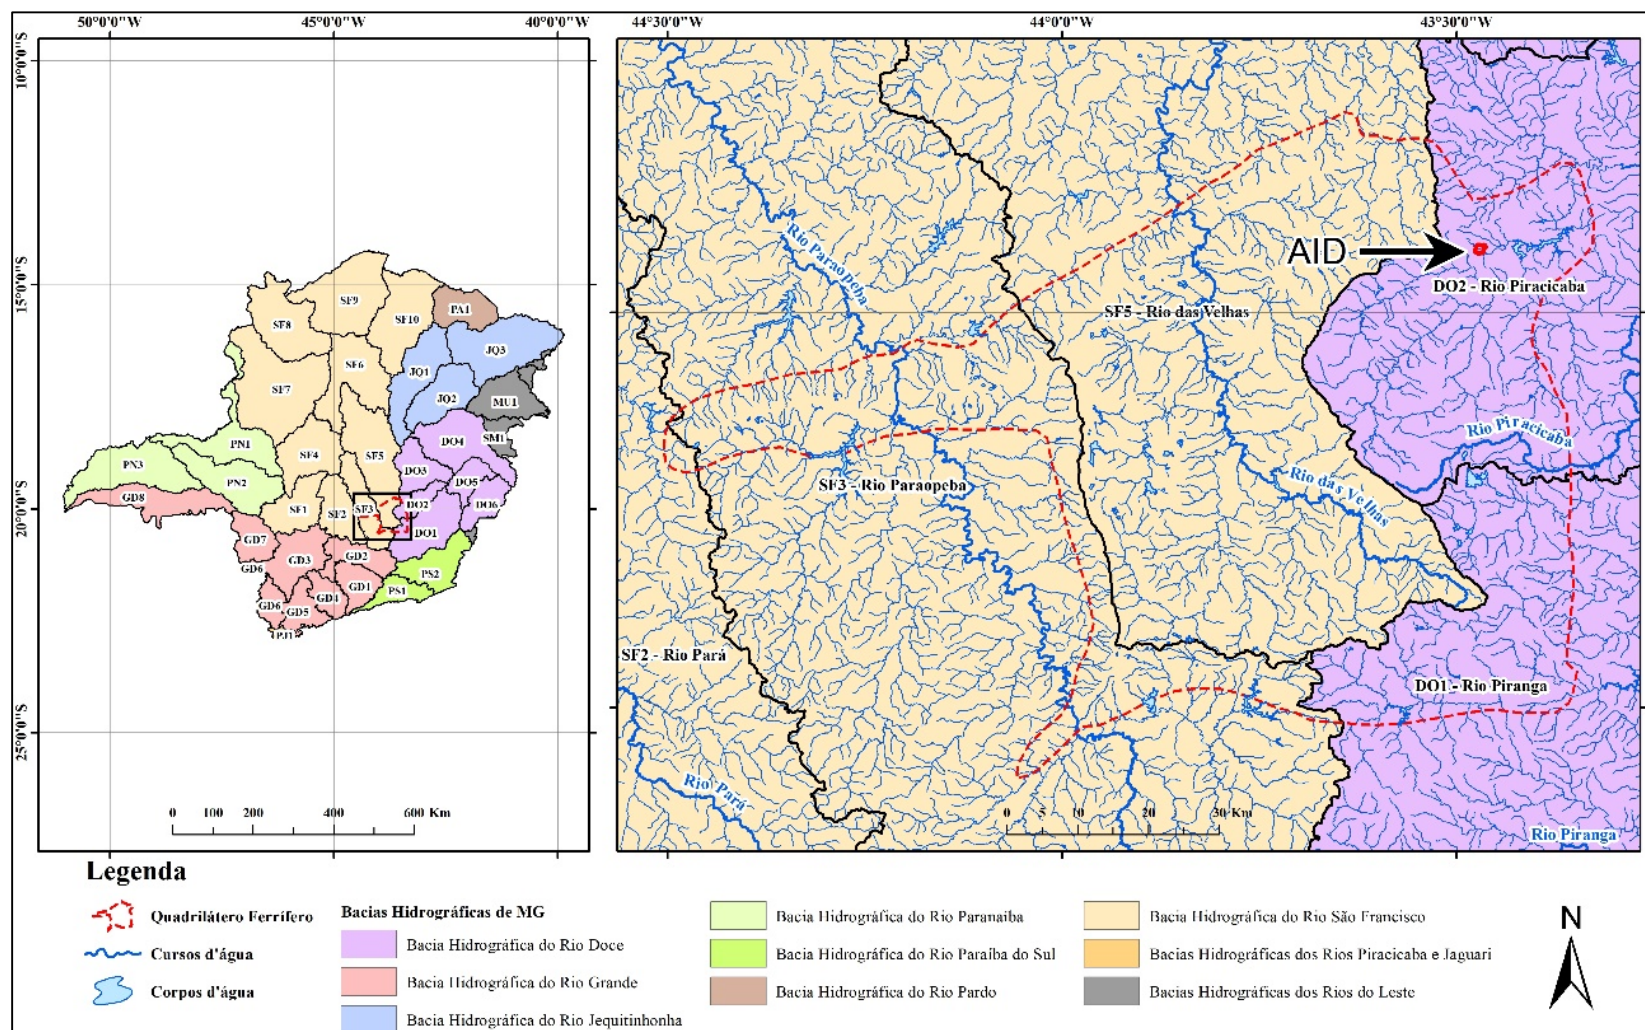 50°0'0"W
45°0'0"W
40°0'0"W
44°30'0"W
44°0'0"W
43°30'0"W
10°0'0"S
15°0'0"S
20°0'0"S
25°0'0"S
SF9
SF8
SF10
PA1
SF6
JQ3
JQ1
SF7
JQ2
MU1
PN1
DO4
SM1
PN3
SF4
SF5
DO3
PN2
DO5
GD8
SF1
SF2
SF3
DO2
DO6
DO1
GD7
GD3
GD2
GD6
PS2
GD1
PS1
GD4
GD6
GD5
PJ1
0 200 400 600 Km
Rio Paraopeba
AID
DO2 - Rio Piracicaba
SF5 - Rio das Velhas
Rio Piracicaba
SF3 - Rio Paraopeba
Rio das Velhas
SF2 - Rio Pará
DO1 - Rio Piranga
Rio Pará
0 5 10 20 30 Km
Rio Piranga
Legenda
Quadrilátero Ferrífero
Cursos d'água
Corpos d'água
Bacias Hidrográficas de MG
Bacia Hidrográfica do Rio Doce
Bacia Hidrográfica do Rio Grande
Bacia Hidrográfica do Rio Jequitinhonha
Bacia Hidrográfica do Rio Paranaíba
Bacia Hidrográfica do Rio Paraíba do Sul
Bacia Hidrográfica do Rio Pardo
Bacia Hidrográfica do Rio São Francisco
Bacias Hidrográficas dos Rios Piracicaba e Jaguari
Bacias Hidrográficas dos Rios do Leste
N